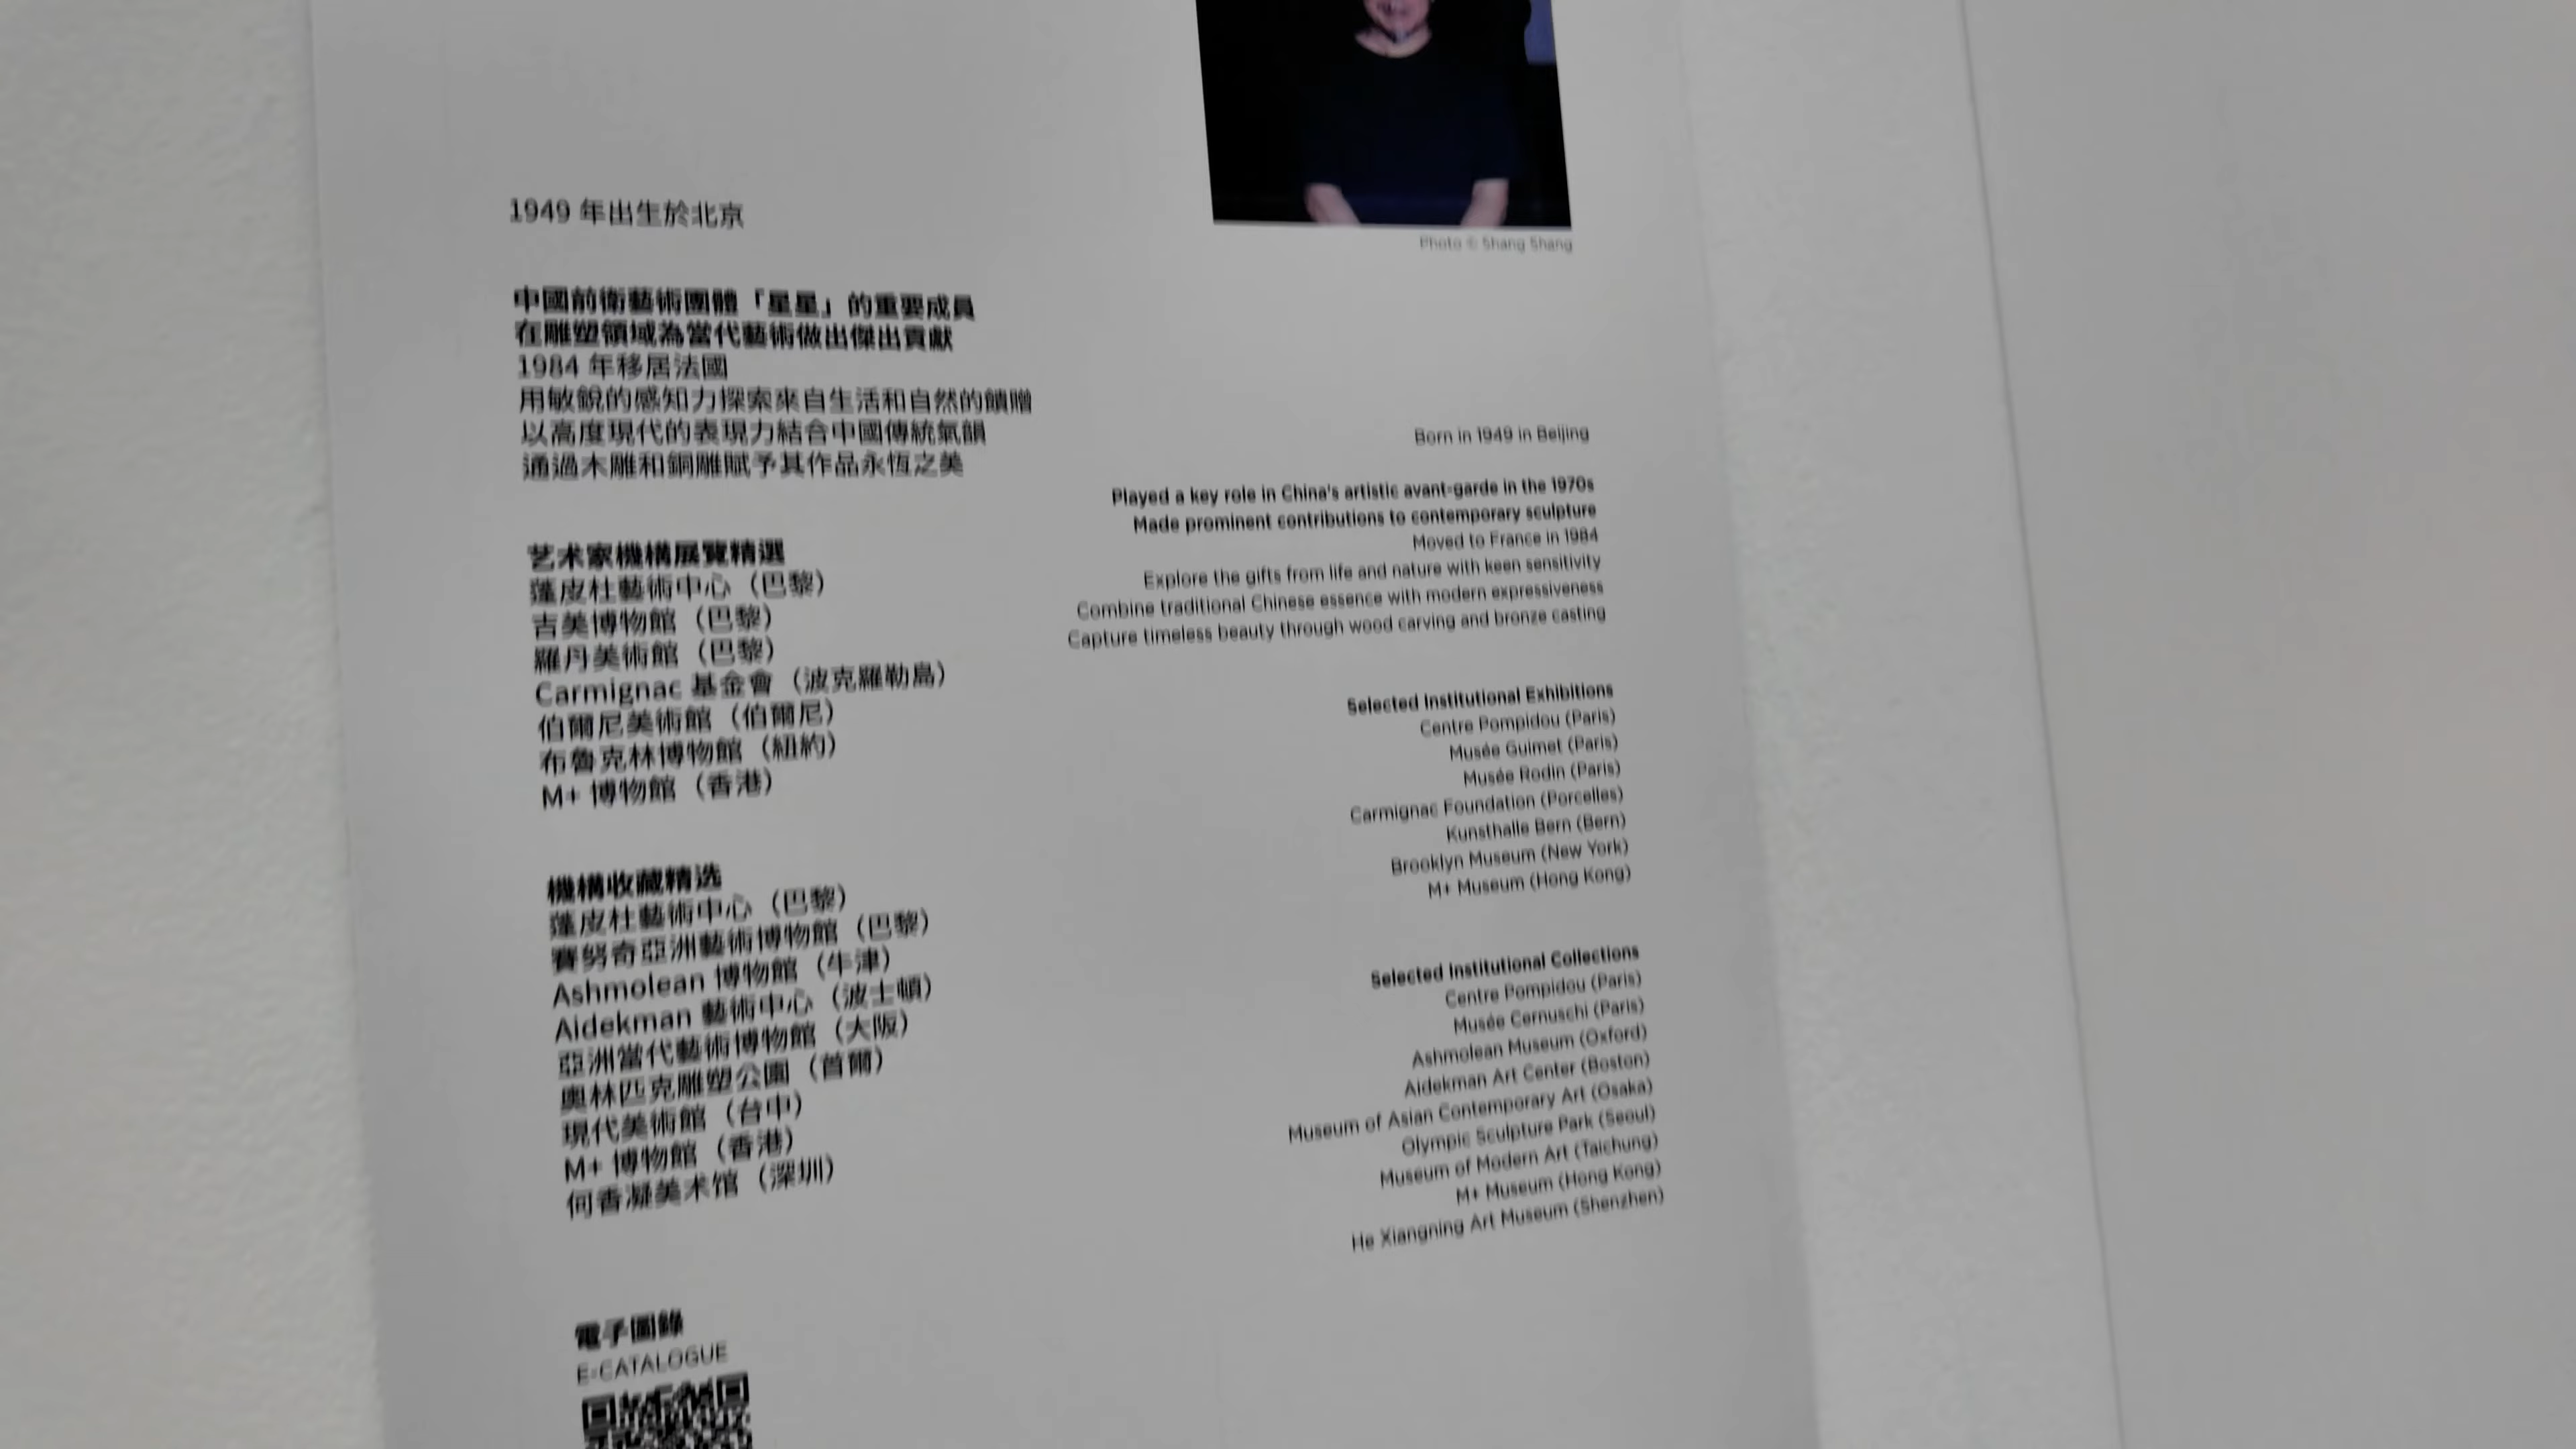 1949 年出生於北京
中國前衛藝術團體「星星」的重要成員
在雕塑領域為當代藝術做出傑出貢獻
1984 年移居法國
用敏銳的感知力探索來自生活和自然的饋贈
以高度現代的表現力結合中國傳統氣韻
通過木雕和銅雕賦予其作品永恆之美
艺术家機構展覽精選
蓬皮杜藝術中心（巴黎）
吉美博物館（巴黎）
羅丹美術館（巴黎）
Carmignac 基金會（波克羅勒島）
伯爾尼美術館（伯爾尼）
布魯克林博物館（紐約）
M+ 博物館（香港）
機構收藏精选
蓬皮杜藝術中心（巴黎）
賽努奇亞洲藝術博物館（巴黎）
Ashmolean 博物館（牛津）
Aidekman 藝術中心（波士頓）
亞洲當代藝術博物館（大阪）
奧林匹克雕塑公園（首爾）
現代美術館（台中）
M+ 博物館（香港）
何香凝美术馆（深圳）
電子圖錄
E-CATALOGUE
Photo © Shang Shang
Born in 1949 in Beijing
Played a key role in China's artistic avant-garde in the 1970s
Made prominent contributions to contemporary sculpture
Moved to France in 1984
Explore the gifts from life and nature with keen sensitivity
Combine traditional Chinese essence with modern expressiveness
Capture timeless beauty through wood carving and bronze casting
Selected Institutional Exhibitions
Centre Pompidou (Paris)
Musée Guimet (Paris)
Musée Rodin (Paris)
Carmignac Foundation (Porcelles)
Kunsthalle Bern (Bern)
Brooklyn Museum (New York)
M+ Museum (Hong Kong)
Selected Institutional Collections
Centre Pompidou (Paris)
Musée Cernuschi (Paris)
Ashmolean Museum (Oxford)
Aidekman Art Center (Boston)
Museum of Asian Contemporary Art (Osaka)
Olympic Sculpture Park (Seoul)
Museum of Modern Art (Taichung)
M+ Museum (Hong Kong)
He Xiangning Art Museum (Shenzhen)